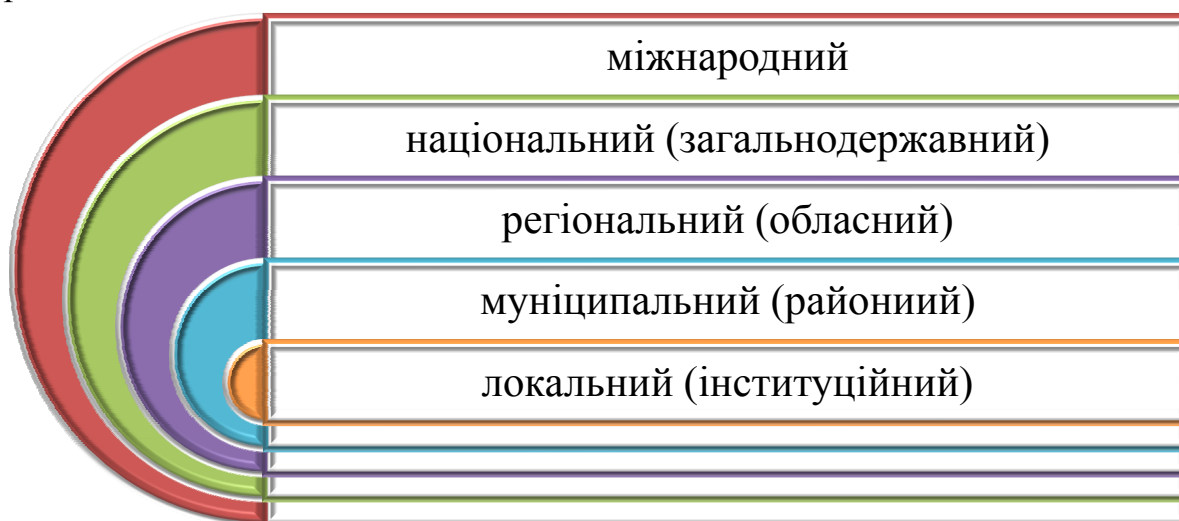 міжнародний
національний (загальнодержавний)
регіональний (обласний)
муніципальний (райониий)
локальний (інституційний)